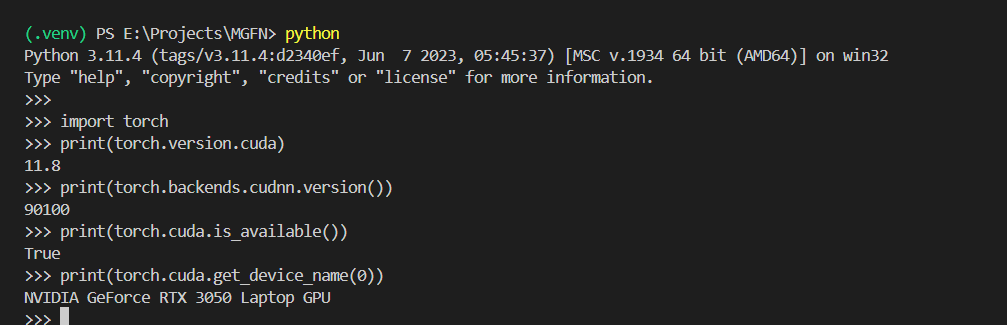 (.venv) PS E:\Projects\MGFN> python
Python 3.11.4 (tags/v3.11.4:d2340ef, Jun  7 2023, 05:45:37) [MSC v.1934 64 bit (AMD64)] on win32
Type "help", "copyright", "credits" or "license" for more information.
>>>
>>> import torch
>>> print(torch.version.cuda)
11.8
>>> print(torch.backends.cudnn.version())
90100
>>> print(torch.cuda.is_available())
True
>>> print(torch.cuda.get_device_name(0))
NVIDIA GeForce RTX 3050 Laptop GPU
>>>